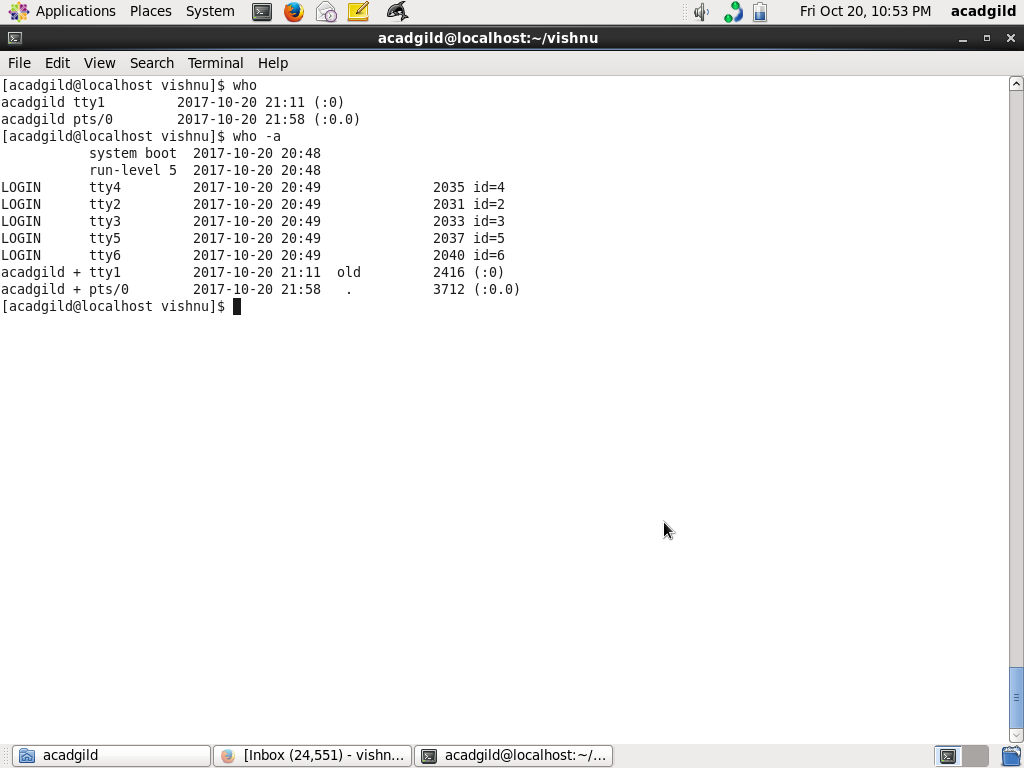 Applications Places System Fri Oct 20, 10:53 PM acadgild
acadgild@localhost:~/vishnu
File Edit View Search Terminal Help
[acadgild@localhost vishnu]$ who
acadgild tty1         2017-10-20 21:11 (:0)
acadgild pts/0        2017-10-20 21:58 (:0.0)
[acadgild@localhost vishnu]$ who -a
           system boot  2017-10-20 20:48
           run-level 5  2017-10-20 20:48
LOGIN      tty4         2017-10-20 20:49              2035 id=4
LOGIN      tty2         2017-10-20 20:49              2031 id=2
LOGIN      tty3         2017-10-20 20:49              2033 id=3
LOGIN      tty5         2017-10-20 20:49              2037 id=5
LOGIN      tty6         2017-10-20 20:49              2040 id=6
acadgild + tty1         2017-10-20 21:11  old         2416 (:0)
acadgild + pts/0        2017-10-20 21:58   .          3712 (:0.0)
[acadgild@localhost vishnu]$
acadgild [Inbox (24,551) - vishn... acadgild@localhost:~/...